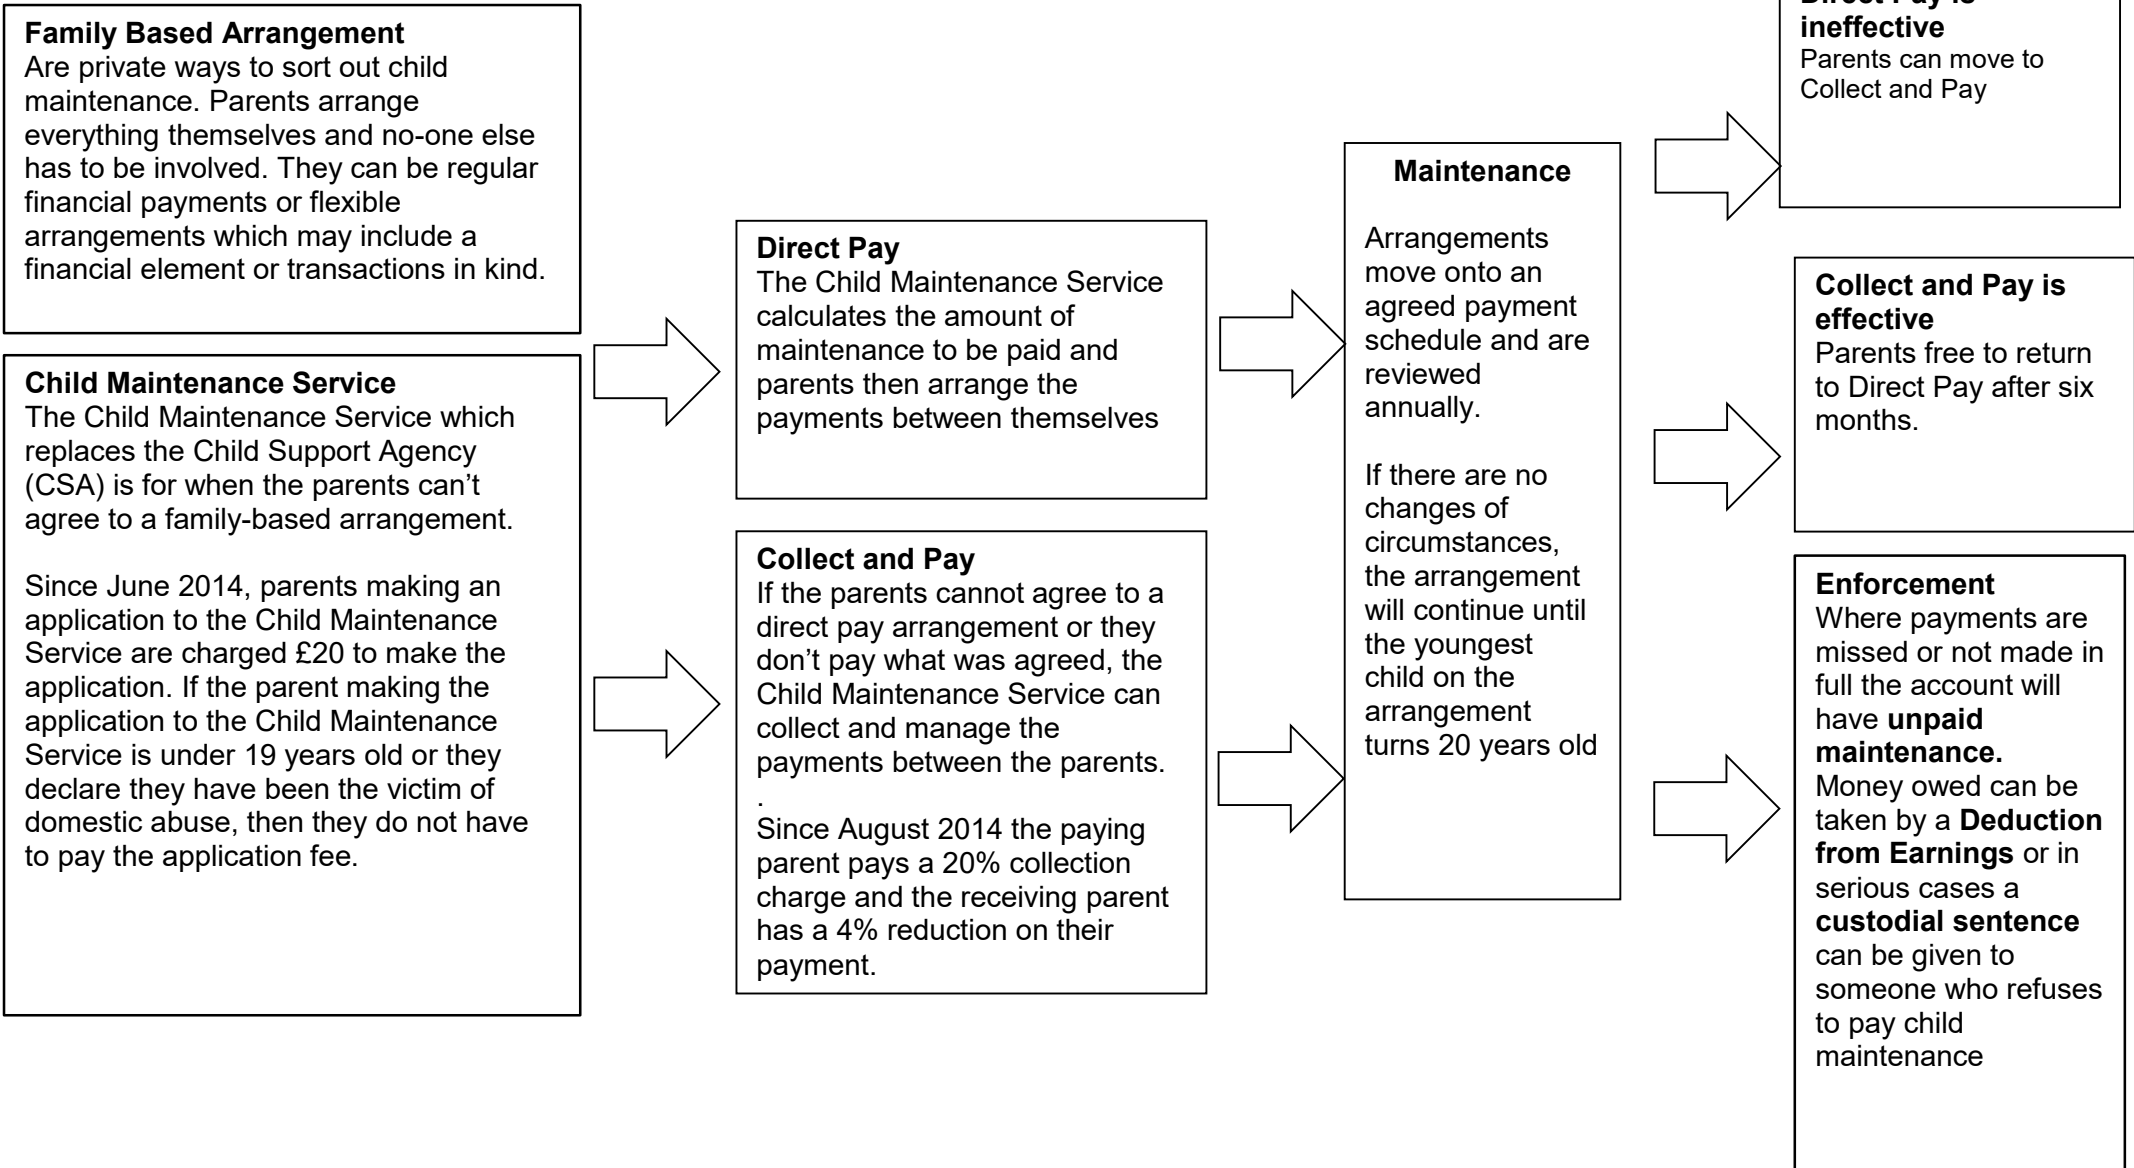 Family Based Arrangement
Are private ways to sort out child
maintenance. Parents arrange
everything themselves and no-one else
has to be involved. They can be regular
financial payments or flexible
arrangements which may include a
financial element or transactions in kind.
Child Maintenance Service
The Child Maintenance Service which
replaces the Child Support Agency
(CSA) is for when the parents can’t
agree to a family-based arrangement.
Since June 2014, parents making an
application to the Child Maintenance
Service are charged £20 to make the
application. If the parent making the
application to the Child Maintenance
Service is under 19 years old or they
declare they have been the victim of
domestic abuse, then they do not have
to pay the application fee.
Direct Pay
The Child Maintenance Service
calculates the amount of
maintenance to be paid and
parents then arrange the
payments between themselves
Collect and Pay
If the parents cannot agree to a
direct pay arrangement or they
don’t pay what was agreed, the
Child Maintenance Service can
collect and manage the
payments between the parents.
.
Since August 2014 the paying
parent pays a 20% collection
charge and the receiving parent
has a 4% reduction on their
payment.
Maintenance
Arrangements
move onto an
agreed payment
schedule and are
reviewed
annually.
If there are no
changes of
circumstances,
the arrangement
will continue until
the youngest
child on the
arrangement
turns 20 years old
Direct Pay is
ineffective
Parents can move to
Collect and Pay
Collect and Pay is
effective
Parents free to return
to Direct Pay after six
months.
Enforcement
Where payments are
missed or not made in
full the account will
have unpaid
maintenance.
Money owed can be
taken by a Deduction
from Earnings or in
serious cases a
custodial sentence
can be given to
someone who refuses
to pay child
maintenance